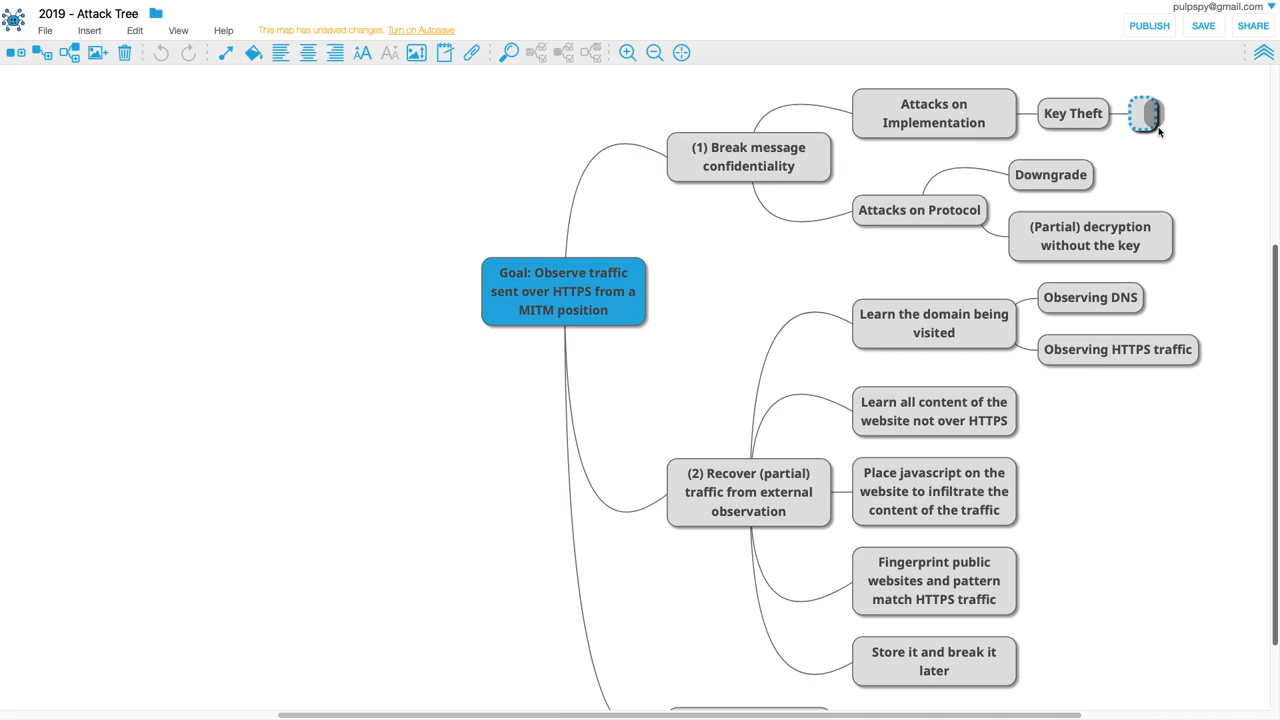 2019 - Attack Tree
pulpspy@gmail.com
File Insert Edit View Help
This map has unsaved changes. Turn on Autosave
PUBLISH SAVE SHARE
Attacks on
Implementation
Key Theft
(1) Break message
confidentiality
Downgrade
Attacks on Protocol
(Partial) decryption
without the key
Goal: Observe traffic
sent over HTTPS from a
MITM position
Learn the domain being
visited
Observing DNS
Observing HTTPS traffic
Learn all content of the
website not over HTTPS
(2) Recover (partial)
traffic from external
observation
Place javascript on the
website to infiltrate the
content of the traffic
Fingerprint public
websites and pattern
match HTTPS traffic
Store it and break it
later